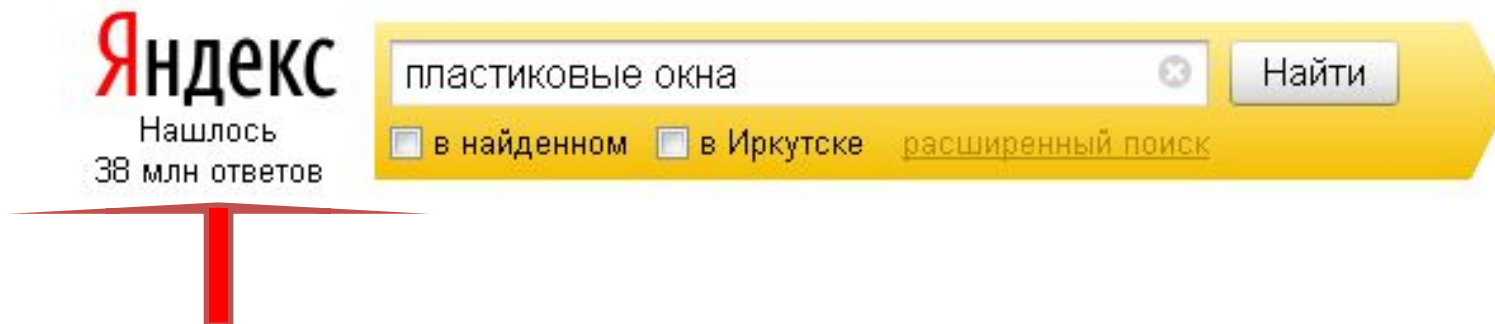 Яндекс
Нашлось
38 млн ответов
пластиковые окна
Найти
в найденном
в Иркутске
расширенный поиск